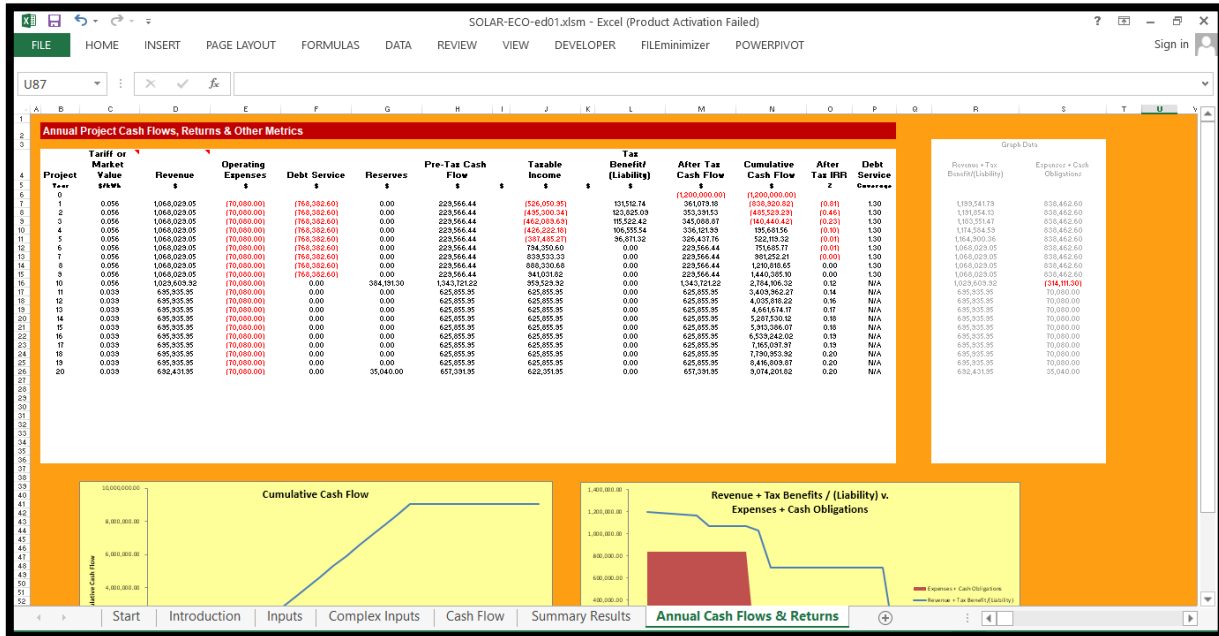 SOLAR-ECO-ed01.xlsm - Excel (Product Activation Failed)
FILE HOME INSERT PAGE LAYOUT FORMULAS DATA REVIEW VIEW DEVELOPER FILEminimizer POWERPIVOT Sign in
U87 fx
A B C D E F G H I J K L M N O P Q R S T U V
Annual Project Cash Flows, Returns & Other Metrics
Graph Data
Tariff or Tax
Market Operating Pre-Tax Cash Taxable Benefit/ After Tax Cumulative After Debt Revenue + Tax Expenses + Cash
Project Value Revenue Expenses Debt Service Reserves Flow Income (Liability) Cash Flow Cash Flow Tax IRR Service Benefit/(Liability) Obligations
Year $/kWh $ $ $ $ $ $ $ $ $ $ $ % Coverage
0 (1,200,000.00) (1,200,000.00)
1 0.056 1,068,029.05 (70,080.00) (768,382.60) 0.00 229,566.44 (526,050.95) 131,512.74 361,079.18 (838,920.82) (0.81) 1.30 1,199,541.79 838,462.60
2 0.056 1,068,029.05 (70,080.00) (768,382.60) 0.00 229,566.44 (495,300.34) 123,825.09 353,391.53 (485,529.29) (0.46) 1.30 1,191,854.13 838,462.60
3 0.056 1,068,029.05 (70,080.00) (768,382.60) 0.00 229,566.44 (462,089.69) 115,522.42 345,088.87 (140,440.42) (0.23) 1.30 1,183,551.47 838,462.60
4 0.056 1,068,029.05 (70,080.00) (768,382.60) 0.00 229,566.44 (426,222.18) 106,555.54 336,121.99 195,681.56 (0.10) 1.30 1,174,584.59 838,462.60
5 0.056 1,068,029.05 (70,080.00) (768,382.60) 0.00 229,566.44 (387,485.27) 96,871.32 326,437.76 522,119.32 (0.01) 1.30 1,164,900.36 838,462.60
6 0.056 1,068,029.05 (70,080.00) (768,382.60) 0.00 229,566.44 794,350.60 0.00 229,566.44 751,685.77 (0.01) 1.30 1,068,029.05 838,462.60
7 0.056 1,068,029.05 (70,080.00) (768,382.60) 0.00 229,566.44 839,533.33 0.00 229,566.44 981,252.21 (0.00) 1.30 1,068,029.05 838,462.60
8 0.056 1,068,029.05 (70,080.00) (768,382.60) 0.00 229,566.44 888,330.68 0.00 229,566.44 1,210,818.65 0.00 1.30 1,068,029.05 838,462.60
9 0.056 1,068,029.05 (70,080.00) (768,382.60) 0.00 229,566.44 941,031.82 0.00 229,566.44 1,440,385.10 0.00 1.30 1,068,029.05 838,462.60
10 0.056 1,029,609.92 (70,080.00) 0.00 384,191.30 1,343,721.22 959,529.92 0.00 1,343,721.22 2,784,106.32 0.12 N/A 1,029,609.92 (314,111.30)
11 0.039 695,935.95 (70,080.00) 0.00 0.00 625,855.95 625,855.95 0.00 625,855.95 3,409,962.27 0.14 N/A 695,935.95 70,080.00
12 0.039 695,935.95 (70,080.00) 0.00 0.00 625,855.95 625,855.95 0.00 625,855.95 4,035,818.22 0.16 N/A 695,935.95 70,080.00
13 0.039 695,935.95 (70,080.00) 0.00 0.00 625,855.95 625,855.95 0.00 625,855.95 4,661,674.17 0.17 N/A 695,935.95 70,080.00
14 0.039 695,935.95 (70,080.00) 0.00 0.00 625,855.95 625,855.95 0.00 625,855.95 5,287,530.12 0.18 N/A 695,935.95 70,080.00
15 0.039 695,935.95 (70,080.00) 0.00 0.00 625,855.95 625,855.95 0.00 625,855.95 5,913,386.07 0.18 N/A 695,935.95 70,080.00
16 0.039 695,935.95 (70,080.00) 0.00 0.00 625,855.95 625,855.95 0.00 625,855.95 6,539,242.02 0.19 N/A 695,935.95 70,080.00
17 0.039 695,935.95 (70,080.00) 0.00 0.00 625,855.95 625,855.95 0.00 625,855.95 7,165,097.97 0.19 N/A 695,935.95 70,080.00
18 0.039 695,935.95 (70,080.00) 0.00 0.00 625,855.95 625,855.95 0.00 625,855.95 7,790,953.92 0.20 N/A 695,935.95 70,080.00
19 0.039 695,935.95 (70,080.00) 0.00 0.00 625,855.95 625,855.95 0.00 625,855.95 8,416,809.87 0.20 N/A 695,935.95 70,080.00
20 0.039 692,431.95 (70,080.00) 0.00 35,040.00 657,391.95 622,351.95 0.00 657,391.95 9,074,201.82 0.20 N/A 692,431.95 35,040.00
Cumulative Cash Flow
10,000,000.00
8,000,000.00
6,000,000.00
4,000,000.00
Cash Flow
Revenue + Tax Benefits / (Liability) v.
Expenses + Cash Obligations
1,400,000.00
1,200,000.00
1,000,000.00
800,000.00
600,000.00
400,000.00
Expenses + Cash Obligations
Revenue + Tax Benefit/(Liability)
Start Introduction Inputs Complex Inputs Cash Flow Summary Results Annual Cash Flows & Returns